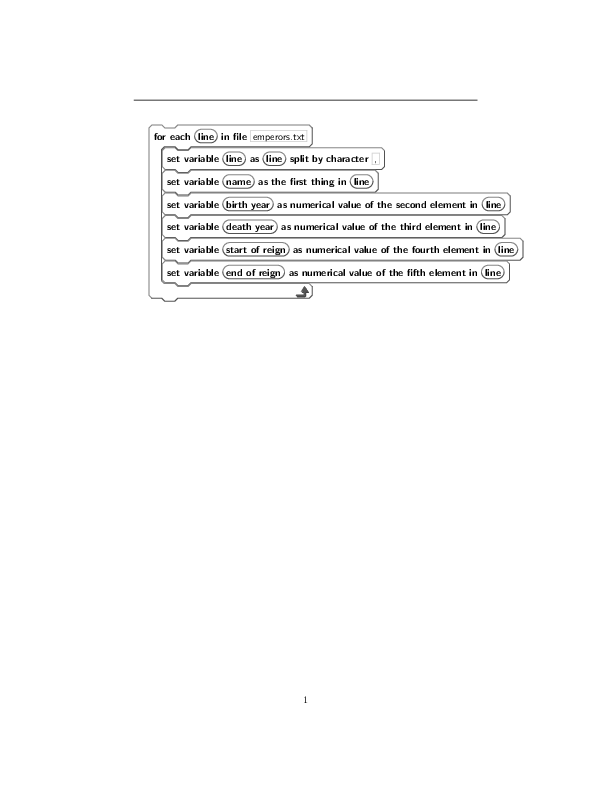 for each line in file emperors.txt
set variable line as line split by character ,
set variable name as the first thing in line
set variable birth year as numerical value of the second element in line
set variable death year as numerical value of the third element in line
set variable start of reign as numerical value of the fourth element in line
set variable end of reign as numerical value of the fifth element in line
1